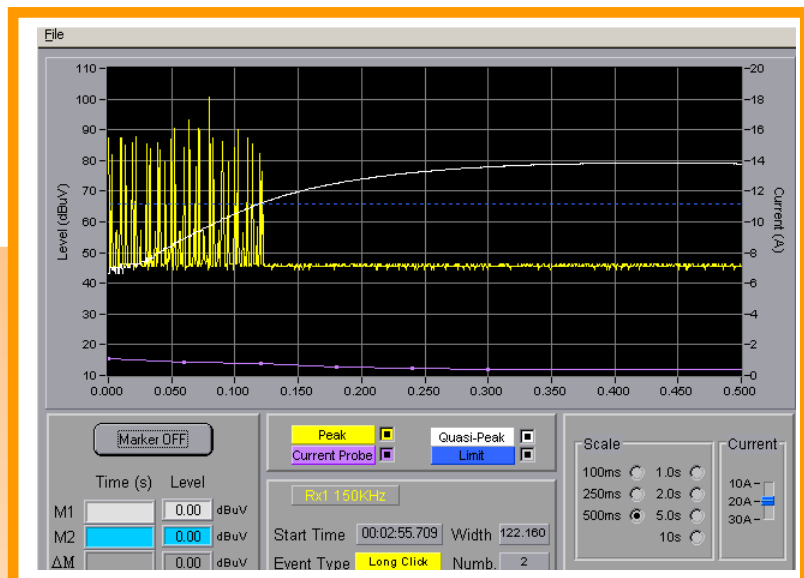 File
110
100
90
80
70
60
50
40
30
20
10
Level (dBuV)
0.000 0.050 0.100 0.150 0.200 0.250 0.300 0.350 0.400 0.450 0.500
-20
-18
-16
-14
-12
-10
-8
-6
-4
-2
-0
Current (A)
Marker OFF
Time (s) Level
M1 0.00 dBuV
M2 0.00 dBuV
ΔM 0.00 dBuV
Peak
Quasi-Peak
Current Probe
Limit
Rx1 150KHz
Start Time 00:02:55.709 Width 122.160
Event Type Long Click Numb. 2
Scale
100ms 1.0s
250ms 2.0s
500ms 5.0s
10s
Current
10A
20A
30A